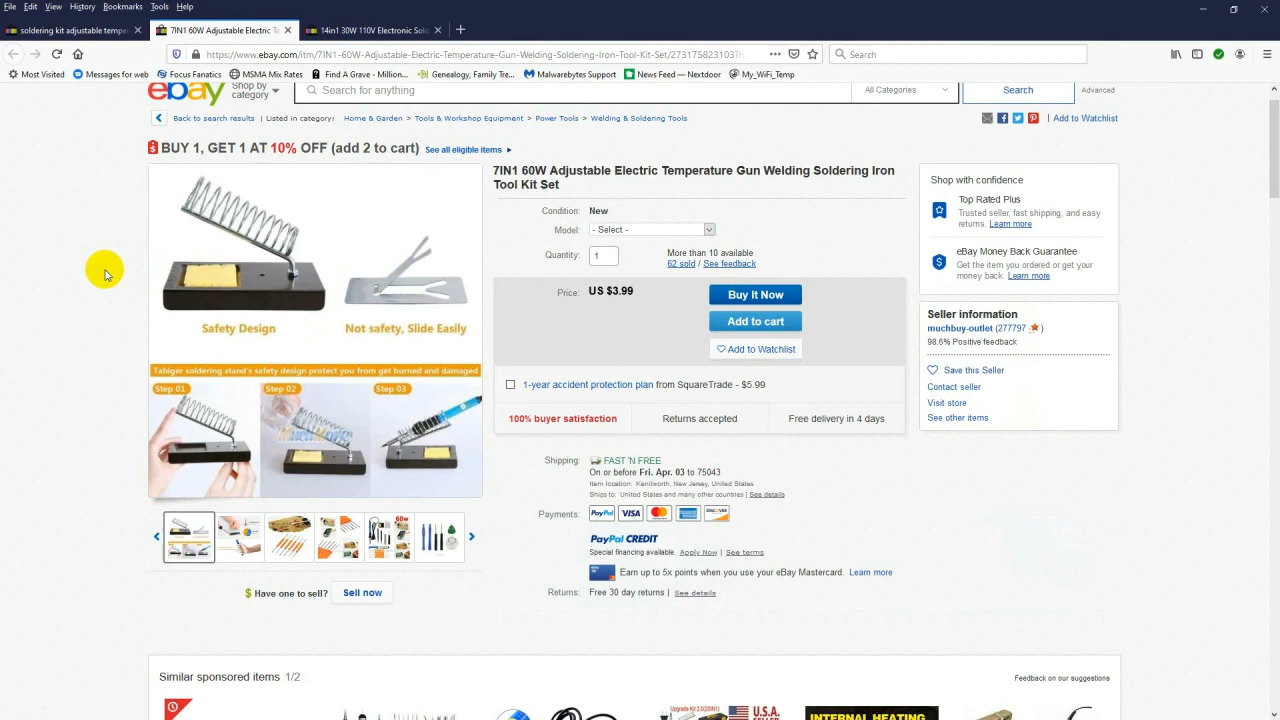 File Edit View History Bookmarks Tools Help
soldering kit adjustable tempe
7IN1 60W Adjustable Electric T
14in1 30W 110V Electronic Sold
https://www.ebay.com/itm/7IN1-60W-Adjustable-Electric-Temperature-Gun-Welding-Soldering-Iron-Tool-Kit-Set/273175823103?h
Search
Most Visited Messages for web Focus Fanatics MSMA Mix Rates Find A Grave - Million... Genealogy, Family Tre... Malwarebytes Support News Feed — Nextdoor My_WiFi_Temp
ebay Shop by category Search for anything All Categories Search Advanced
Back to search results | Listed in category: Home & Garden > Tools & Workshop Equipment > Power Tools > Welding & Soldering Tools
| Add to Watchlist
BUY 1, GET 1 AT 10% OFF (add 2 to cart) See all eligible items
Safety Design Not safety, Slide Easily
Tabiger soldering stand's safety design protect you from get burned and damaged
Step 01 Step 02 Step 03
60w
$ Have one to sell? Sell now
7IN1 60W Adjustable Electric Temperature Gun Welding Soldering Iron
Tool Kit Set
Condition: New
Model: - Select -
Quantity: 1 More than 10 available
62 sold / See feedback
Price: US $3.99 Buy It Now
Add to cart
Add to Watchlist
1-year accident protection plan from SquareTrade - $5.99
100% buyer satisfaction Returns accepted Free delivery in 4 days
Shipping: FAST 'N FREE
On or before Fri. Apr. 03 to 75043
Item location: Kenilworth, New Jersey, United States
Ships to: United States and many other countries | See details
Payments: PayPal VISA DISCOVER
PayPal CREDIT
Special financing available. Apply Now | See terms
Earn up to 5x points when you use your eBay Mastercard. Learn more
Returns: Free 30 day returns | See details
Shop with confidence
Top Rated Plus
Trusted seller, fast shipping, and easy
returns. Learn more
eBay Money Back Guarantee
Get the item you ordered or get your
money back. Learn more
Seller information
muchbuy-outlet (277797 )
98.6% Positive feedback
Save this Seller
Contact seller
Visit store
See other items
Similar sponsored items 1/2 Feedback on our suggestions
Upgrade Kit 2.0(20IN1) U.S.A. INTERNAL HEATING